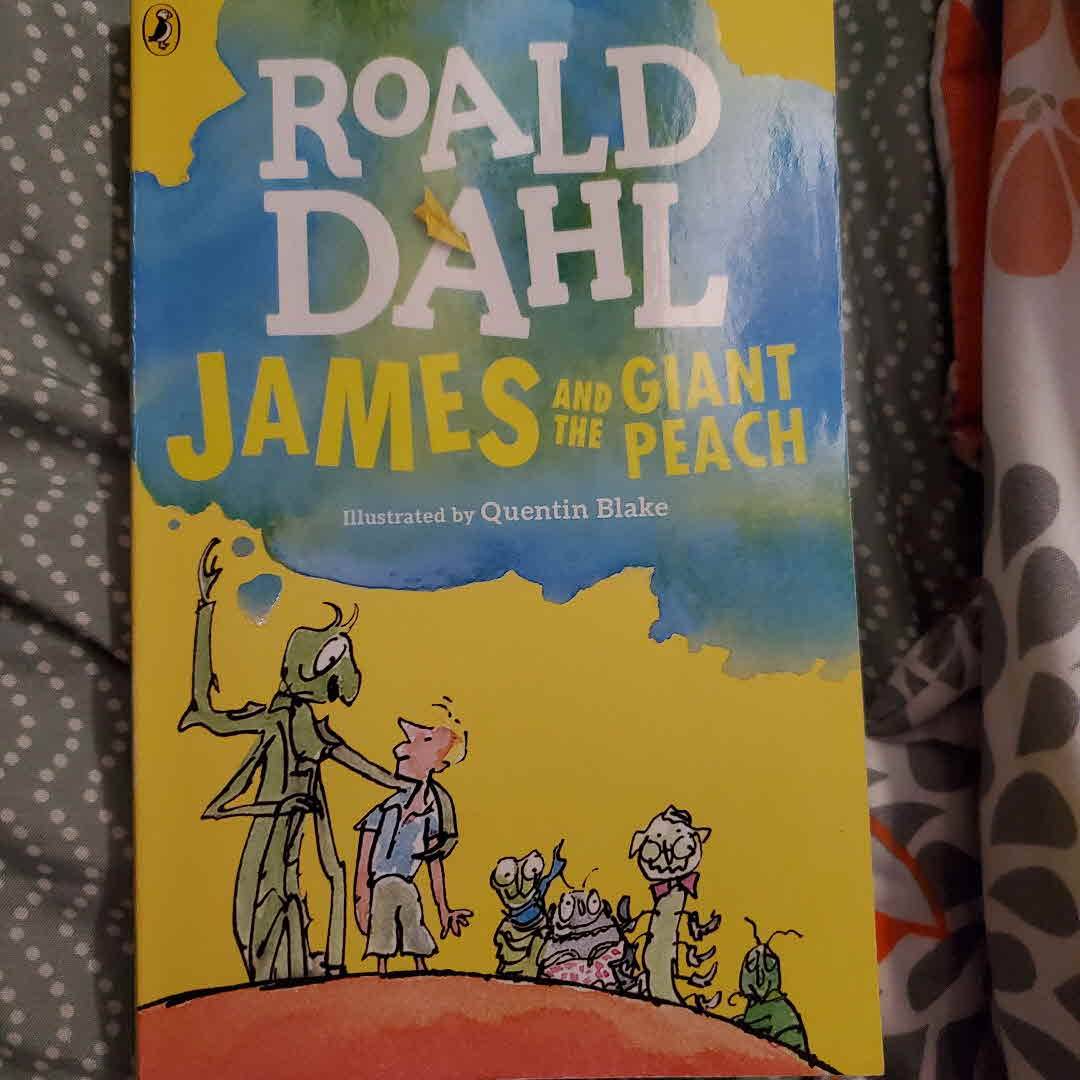 ROALD
DAHL
JAMES AND THE GIANT PEACH
Illustrated by Quentin Blake